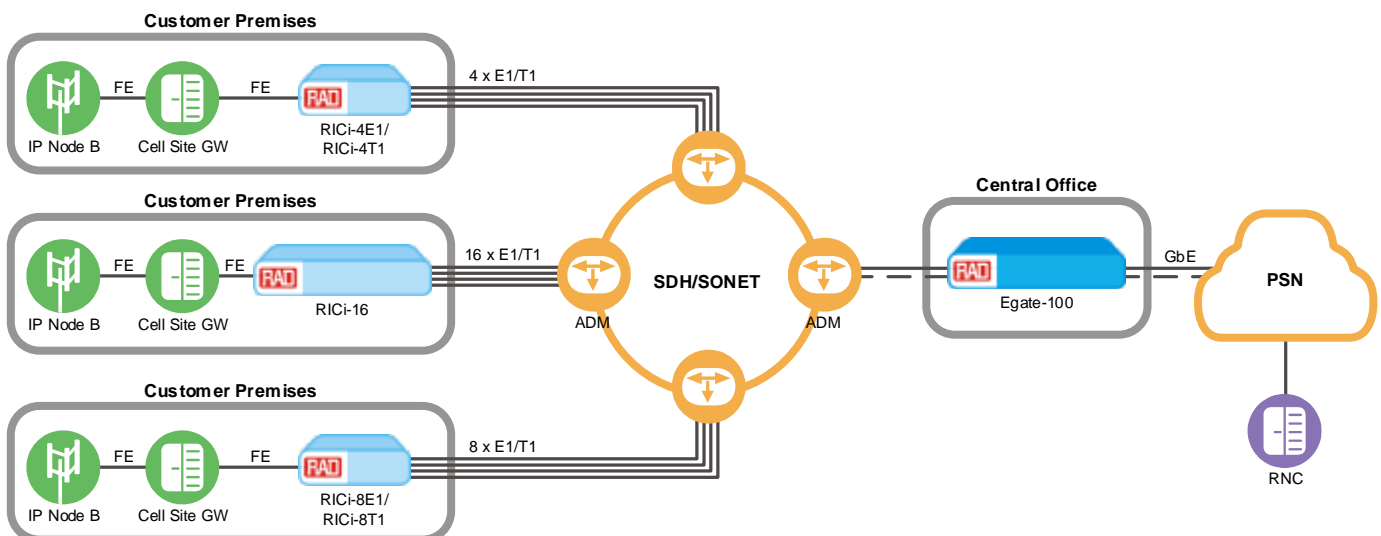 Customer Premises
FE
FE
4 x E1/T1
RAD
IP Node B
Cell Site GW
RICi-4E1/
RICi-4T1
Customer Premises
FE
FE
16 x E1/T1
RAD
IP Node B
Cell Site GW
RICi-16
Customer Premises
FE
FE
8 x E1/T1
RAD
IP Node B
Cell Site GW
RICi-8E1/
RICi-8T1
SDH/SONET
ADM
ADM
Central Office
RAD
Egate-100
GbE
PSN
RNC